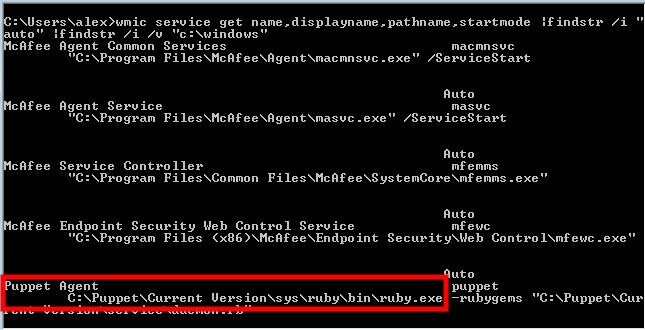 C:\Users\alex>wmic service get name,displayname,pathname,startmode |findstr /i "
auto" |findstr /i /v "c:\windows"
McAfee Agent Common Services macmnsvc
"C:\Program Files\McAfee\Agent\macmnsvc.exe" /ServiceStart
Auto
McAfee Agent Service masvc
"C:\Program Files\McAfee\Agent\masvc.exe" /ServiceStart
Auto
McAfee Service Controller mfemms
"C:\Program Files\Common Files\McAfee\SystemCore\mfemms.exe"
Auto
McAfee Endpoint Security Web Control Service mfewc
"C:\Program Files (x86)\McAfee\Endpoint Security\Web Control\mfewc.exe"
Auto
Puppet Agent puppet
C:\Puppet\Current Version\sys\ruby\bin\ruby.exe -rubygems "C:\Puppet\Cur
rent Version\service\daemon.rb"